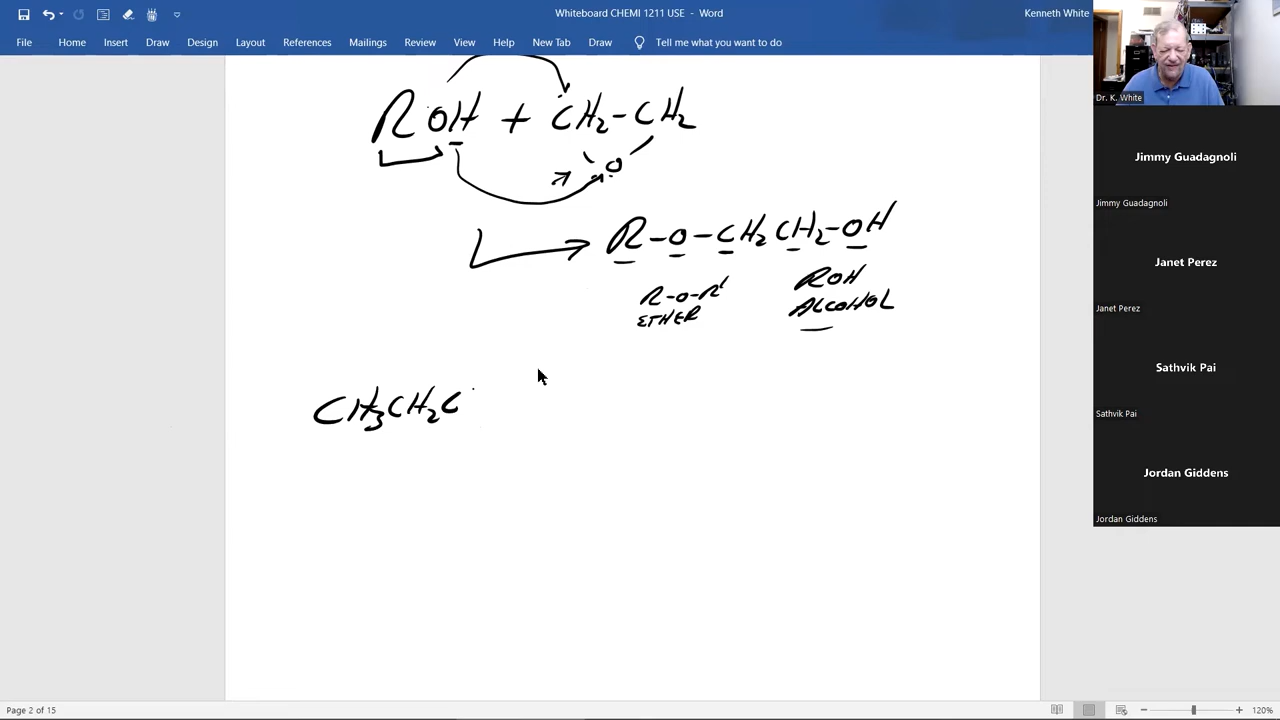 Whiteboard CHEMI 1211 USE - Word
Kenneth White
File Home Insert Draw Design Layout References Mailings Review View Help New Tab Draw Tell me what you want to do
Dr. K. White
ROH + CH₂-CH₂
O
R-O-CH₂CH₂-OH
R-O-R' ROH
ETHER ALCOHOL
CH₃CH₂C
Jimmy Guadagnoli
Jimmy Guadagnoli
Janet Perez
Janet Perez
Sathvik Pai
Sathvik Pai
Jordan Giddens
Jordan Giddens
Page 2 of 15
120%